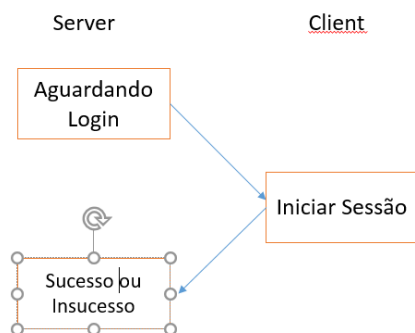 Server
Client
Aguardando
Login
Iniciar Sessão
Sucesso ou
Insucesso